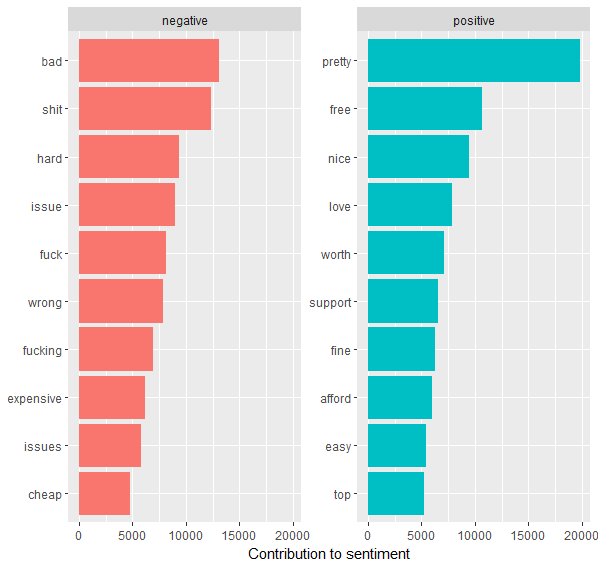 negative
bad
shit
hard
issue
fuck
wrong
fucking
expensive
issues
cheap
0 5000 10000 15000 20000
positive
pretty
free
nice
love
worth
support
fine
afford
easy
top
0 5000 10000 15000 20000
Contribution to sentiment